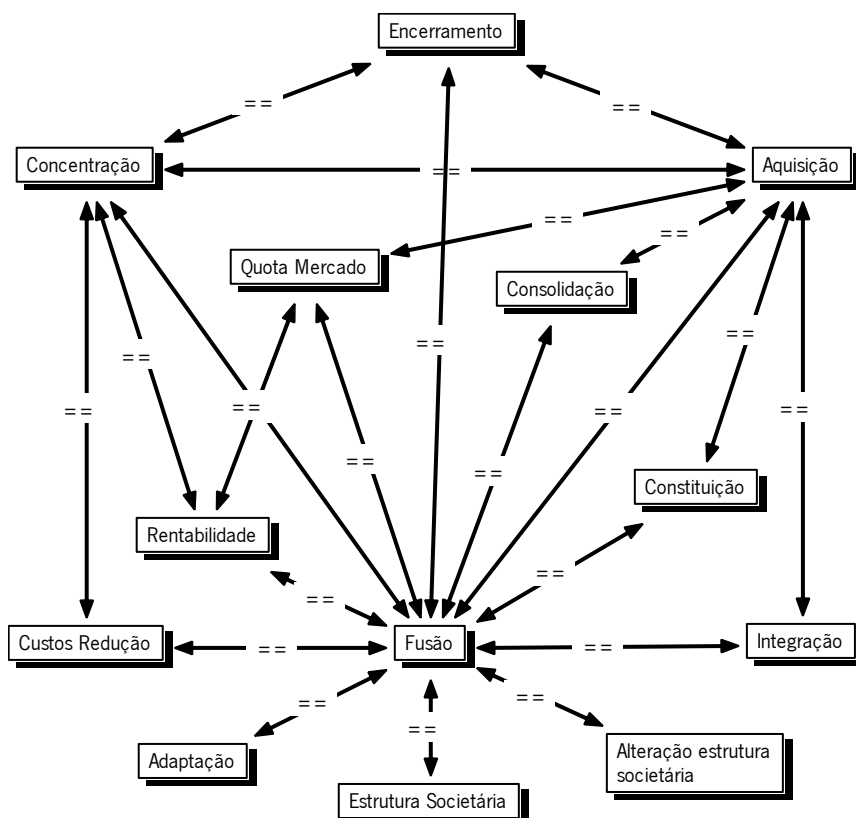 Encerramento
==
==
Concentração
==
Aquisição
==
==
Quota Mercado
Consolidação
==
==
==
==
==
==
==
==
==
Constituição
Rentabilidade
==
==
Custos Redução
==
Fusão
==
Integração
==
==
==
Adaptação
Alteração estrutura
societária
Estrutura Societária